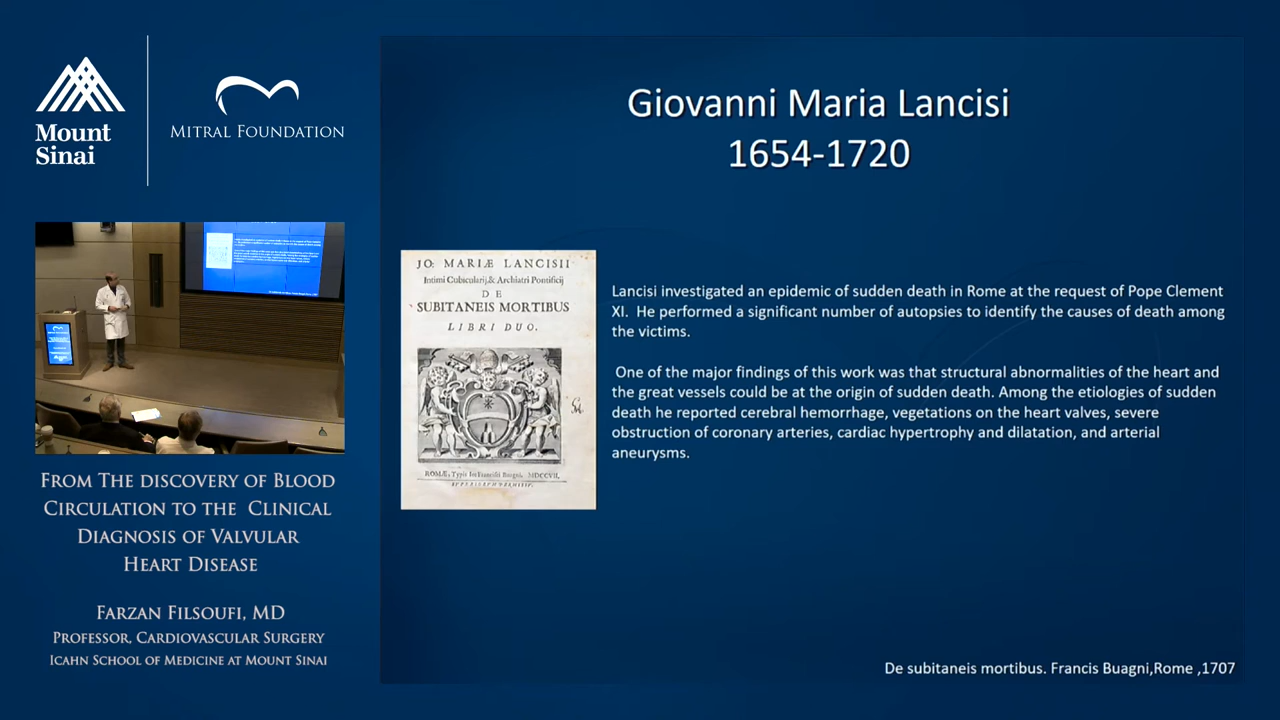 Mount
Sinai
MITRAL FOUNDATION
FROM THE DISCOVERY OF BLOOD
CIRCULATION TO THE CLINICAL
DIAGNOSIS OF VALVULAR
HEART DISEASE
FARZAN FILSOUFI, MD
PROFESSOR, CARDIOVASCULAR SURGERY
ICAHN SCHOOL OF MEDICINE AT MOUNT SINAI
Giovanni Maria Lancisi
1654-1720
JO. MARIÆ LANCISII
Intimi Cubicularij, & Archiatri Pontificij
DE
SUBITANEIS MORTIBUS
LIBRI DUO.
ROMÆ, Typis Jo: Francisci Buagni, MDCCVII.
Lancisi investigated an epidemic of sudden death in Rome at the request of Pope Clement
XI. He performed a significant number of autopsies to identify the causes of death among
the victims.
One of the major findings of this work was that structural abnormalities of the heart and
the great vessels could be at the origin of sudden death. Among the etiologies of sudden
death he reported cerebral hemorrhage, vegetations on the heart valves, severe
obstruction of coronary arteries, cardiac hypertrophy and dilatation, and arterial
aneurysms.
De subitaneis mortibus. Francis Buagni,Rome ,1707